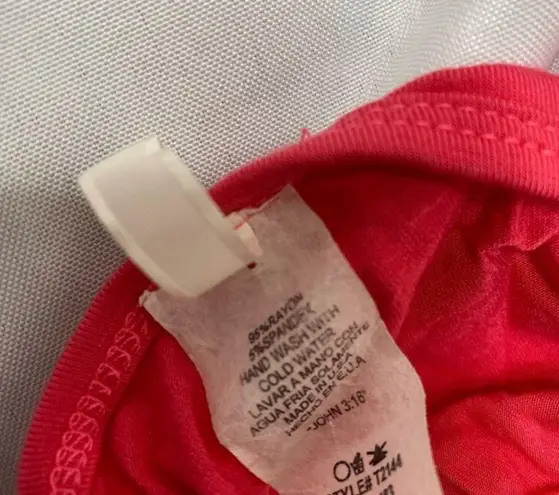 95%RAYON
5%SPANDEX
HAND WASH WITH
COLD WATER
LAVAR A MANO CON
AGUA FRIA SOLAMENTE
MADE IN U.S.A
HECHO EN
"JOHN 3:16"
STYLE# T2144